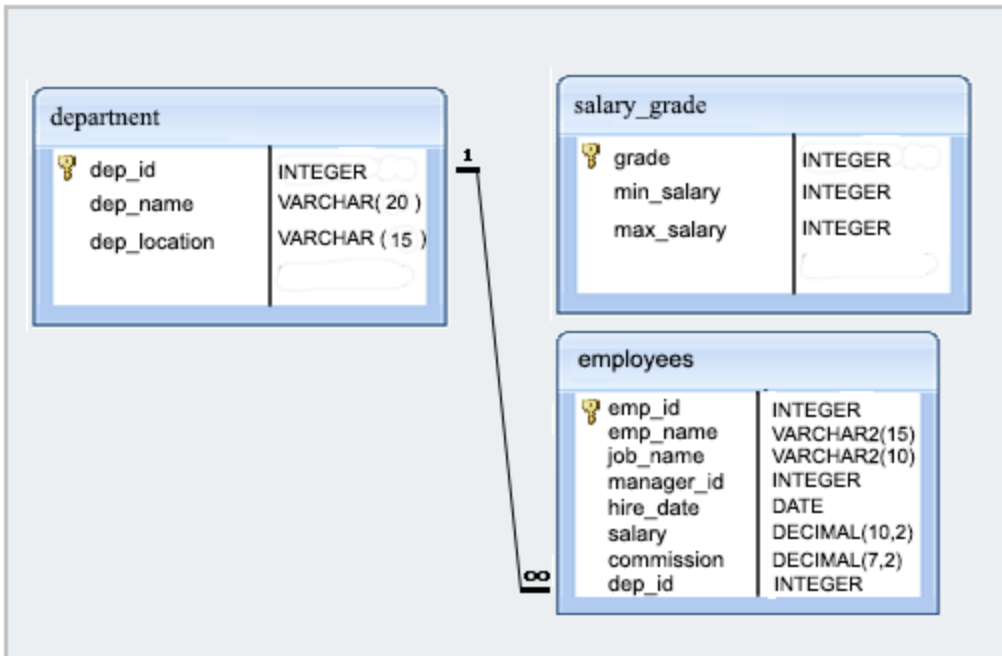 departnent
dep_id INTEGER
dep_name VARCHAR( 20 )
dep_location VARCHAR ( 15 )
1
salary_grade
grade INTEGER
min_salary INTEGER
max_salary INTEGER
employees
emp_id INTEGER
emp_name VARCHAR2(15)
job_name VARCHAR2(10)
manager_id INTEGER
hire_date DATE
salary DECIMAL(10,2)
commission DECIMAL(7,2)
dep_id INTEGER
∞